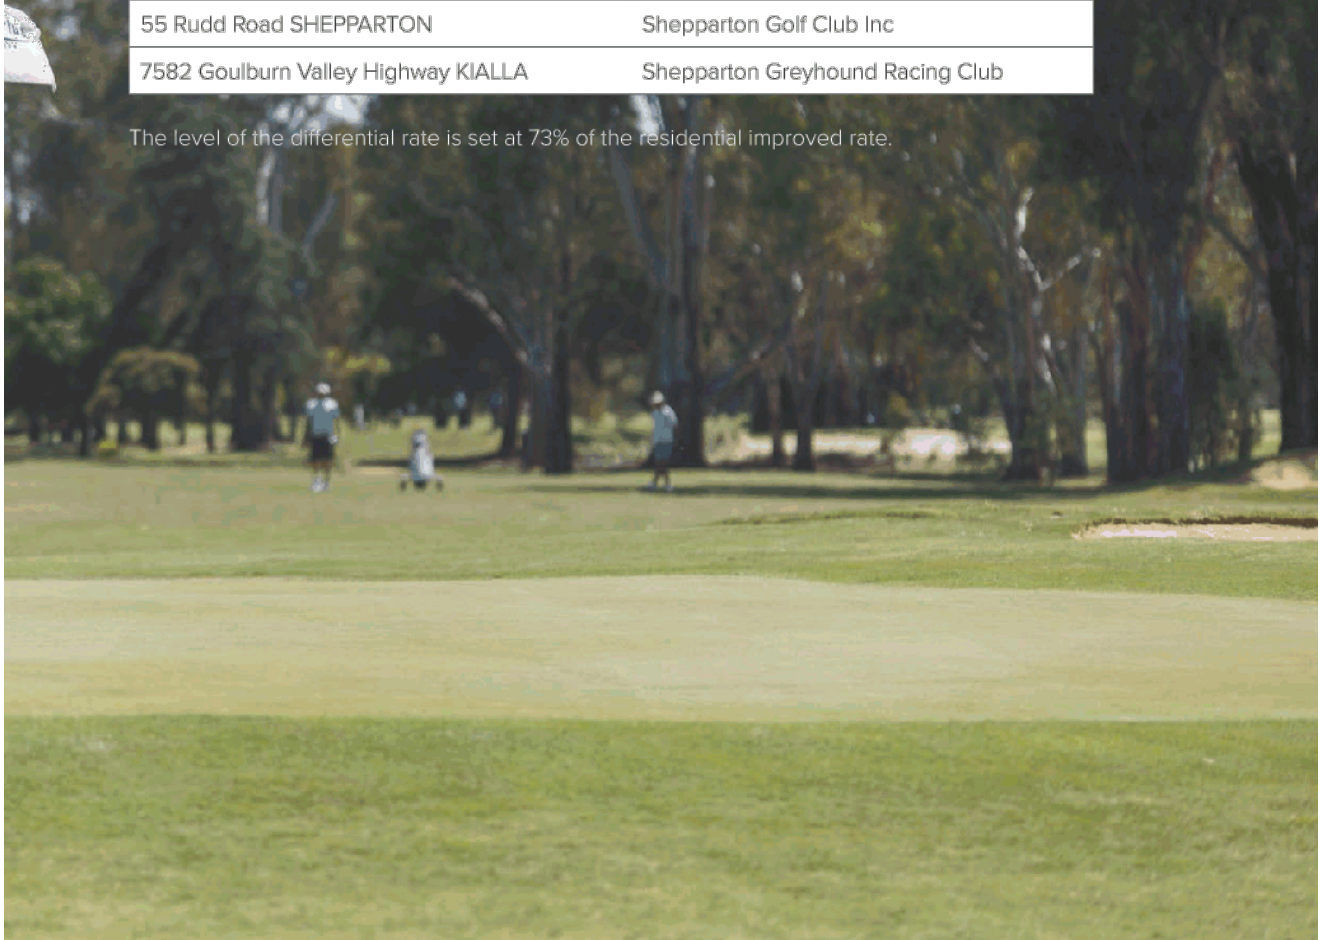 55 Rudd Road SHEPPARTON Shepparton Golf Club Inc
7582 Goulburn Valley Highway KIALLA Shepparton Greyhound Racing Club
The level of the differential rate is set at 73% of the residential improved rate.